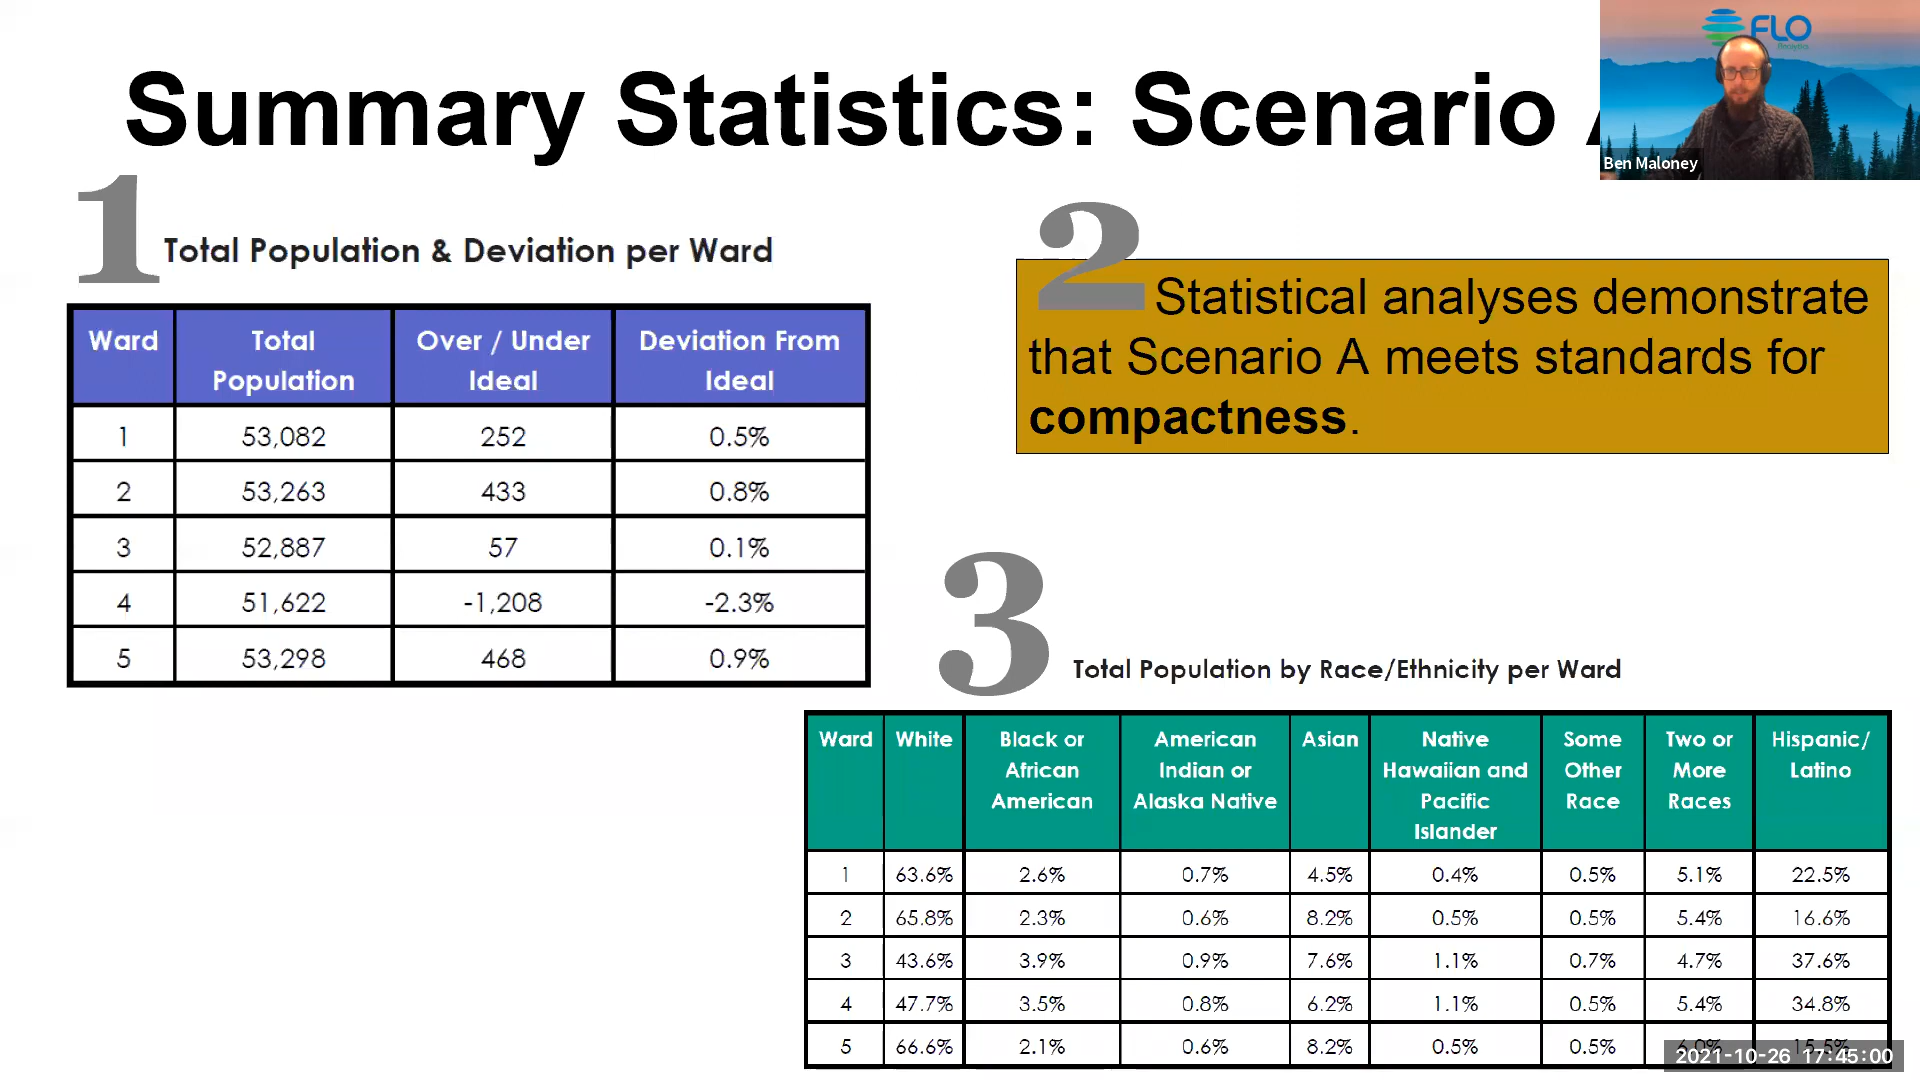 Summary Statistics: Scenario
FLO
Analytics
Ben Maloney
1
Total Population & Deviation per Ward
Ward Total Population Over / Under Ideal Deviation From Ideal
1 53,082 252 0.5%
2 53,263 433 0.8%
3 52,887 57 0.1%
4 51,622 -1,208 -2.3%
5 53,298 468 0.9%
2
Statistical analyses demonstrate
that Scenario A meets standards for
compactness.
3
Total Population by Race/Ethnicity per Ward
Ward White Black or African American American Indian or Alaska Native Asian Native Hawaiian and Pacific Islander Some Other Race Two or More Races Hispanic/ Latino
1 63.6% 2.6% 0.7% 4.5% 0.4% 0.5% 5.1% 22.5%
2 65.8% 2.3% 0.6% 8.2% 0.5% 0.5% 5.4% 16.6%
3 43.6% 3.9% 0.9% 7.6% 1.1% 0.7% 4.7% 37.6%
4 47.7% 3.5% 0.8% 6.2% 1.1% 0.5% 5.4% 34.8%
5 66.6% 2.1% 0.6% 8.2% 0.5% 0.5%
2021-10-26 17:45:00